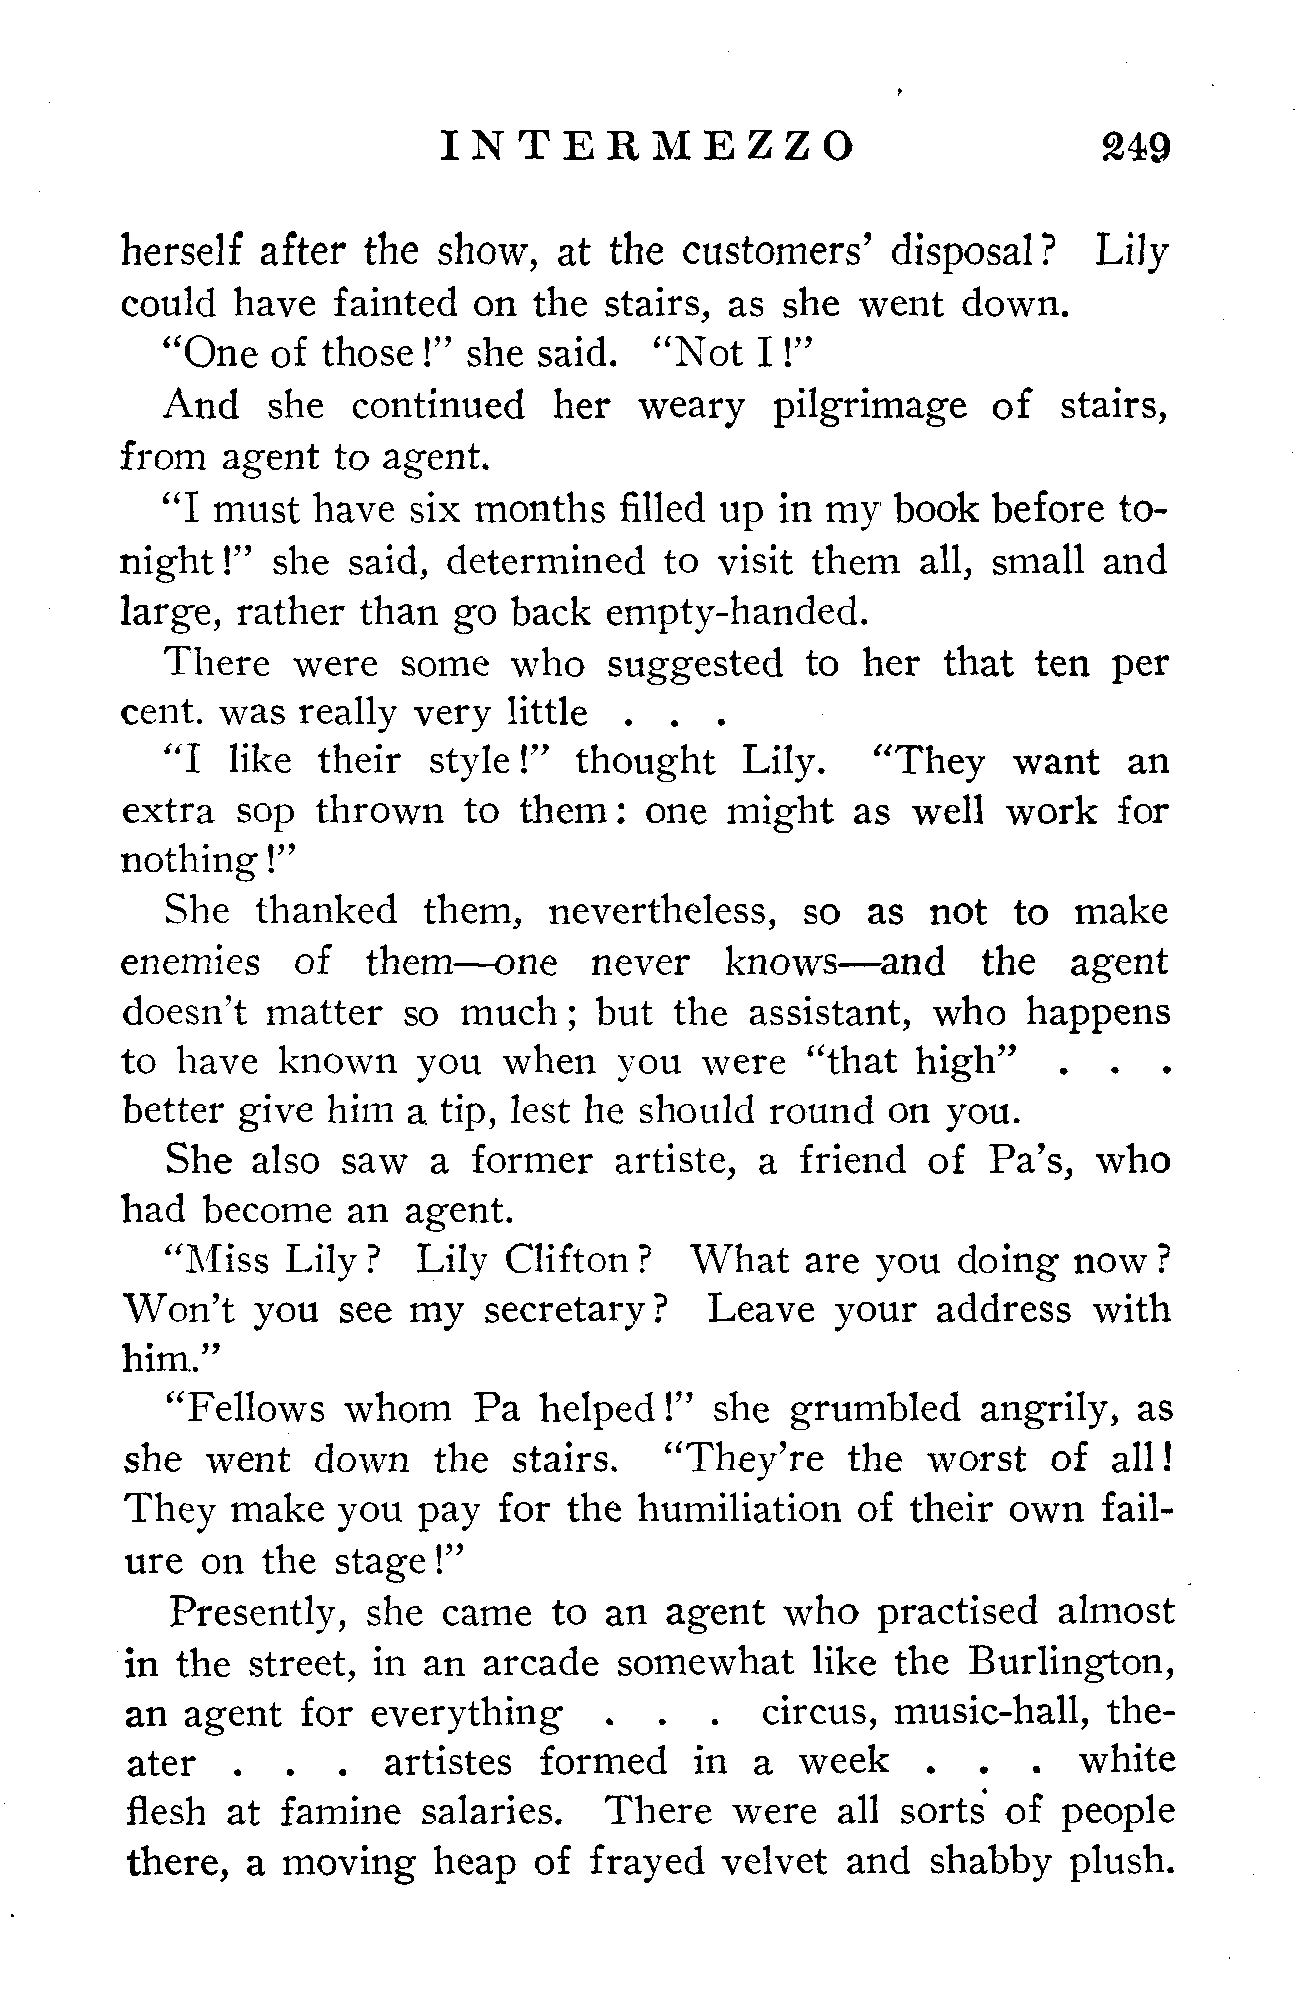 INTERMEZZO 249
herself after the show, at the customers' disposal? Lily
could have fainted on the stairs, as she went down.
"One of those!" she said. "Not I!"
And she continued her weary pilgrimage of stairs,
from agent to agent.
"I must have six months filled up in my book before to-
night!" she said, determined to visit them all, small and
large, rather than go back empty-handed.
There were some who suggested to her that ten per
cent. was really very little . . .
"I like their style!" thought Lily. "They want an
extra sop thrown to them: one might as well work for
nothing!"
She thanked them, nevertheless, so as not to make
enemies of them—one never knows—and the agent
doesn't matter so much; but the assistant, who happens
to have known you when you were "that high" . . .
better give him a tip, lest he should round on you.
She also saw a former artiste, a friend of Pa's, who
had become an agent.
"Miss Lily? Lily Clifton? What are you doing now?
Won't you see my secretary? Leave your address with
him."
"Fellows whom Pa helped!" she grumbled angrily, as
she went down the stairs. "They're the worst of all!
They make you pay for the humiliation of their own fail-
ure on the stage!"
Presently, she came to an agent who practised almost
in the street, in an arcade somewhat like the Burlington,
an agent for everything . . . circus, music-hall, the-
ater . . . artistes formed in a week . . . white
flesh at famine salaries. There were all sorts of people
there, a moving heap of frayed velvet and shabby plush.